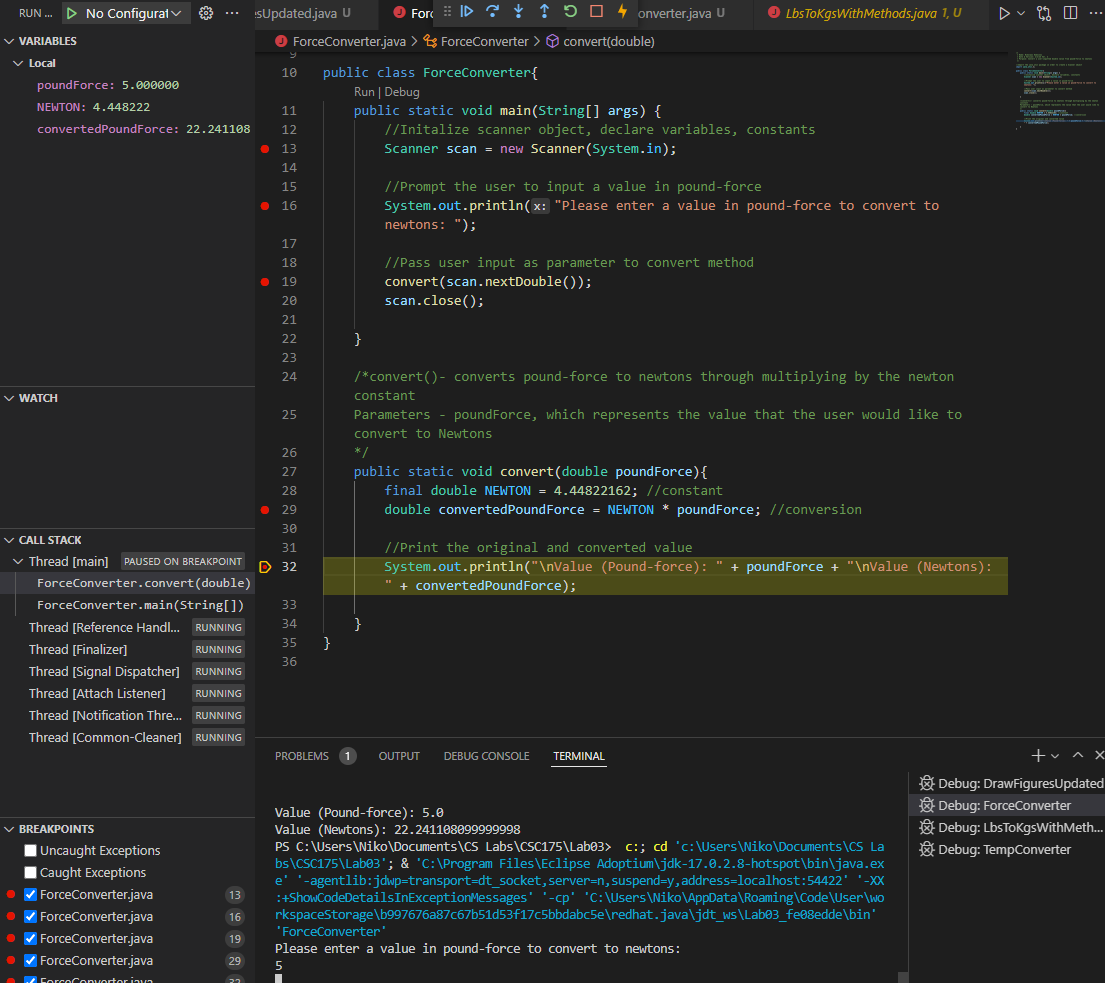 RUN ... No Configurat ... esUpdated.java U Forc onverter.java U LbsToKgsWithMethods.java 1, U
ForceConverter.java > ForceConverter > convert(double)
VARIABLES
Local
poundForce: 5.000000
NEWTON: 4.448222
convertedPoundForce: 22.241108
WATCH
CALL STACK
Thread [main] PAUSED ON BREAKPOINT
ForceConverter.convert(double)
ForceConverter.main(String[])
Thread [Reference Handl... RUNNING
Thread [Finalizer] RUNNING
Thread [Signal Dispatcher] RUNNING
Thread [Attach Listener] RUNNING
Thread [Notification Thre... RUNNING
Thread [Common-Cleaner] RUNNING
BREAKPOINTS
Uncaught Exceptions
Caught Exceptions
ForceConverter.java 13
ForceConverter.java 16
ForceConverter.java 19
ForceConverter.java 29
ForceConverter.java 32
9
10 public class ForceConverter{
Run | Debug
11 public static void main(String[] args) {
12 //Initalize scanner object, declare variables, constants
13 Scanner scan = new Scanner(System.in);
14
15 //Prompt the user to input a value in pound-force
16 System.out.println(x: "Please enter a value in pound-force to convert to
newtons: ");
17
18 //Pass user input as parameter to convert method
19 convert(scan.nextDouble());
20 scan.close();
21
22 }
23
24 /*convert()- converts pound-force to newtons through multiplying by the newton
constant
25 Parameters - poundForce, which represents the value that the user would like to
convert to Newtons
26 */
27 public static void convert(double poundForce){
28 final double NEWTON = 4.44822162; //constant
29 double convertedPoundForce = NEWTON * poundForce; //conversion
30
31 //Print the original and converted value
32 System.out.println("\nValue (Pound-force): " + poundForce + "\nValue (Newtons):
" + convertedPoundForce);
33
34 }
35 }
36
PROBLEMS 1 OUTPUT DEBUG CONSOLE TERMINAL
Value (Pound-force): 5.0
Value (Newtons): 22.241108099999998
PS C:\Users\Niko\Documents\CS Labs\CSC175\Lab03> c:; cd 'c:\Users\Niko\Documents\CS La
bs\CSC175\Lab03'; & 'C:\Program Files\Eclipse Adoptium\jdk-17.0.2.8-hotspot\bin\java.ex
e' '-agentlib:jdwp=transport=dt_socket,server=n,suspend=y,address=localhost:54422' '-XX
:+ShowCodeDetailsInExceptionMessages' '-cp' 'C:\Users\Niko\AppData\Roaming\Code\User\wo
rkspaceStorage\b997676a87c67b51d53f17c5bbdabc5e\redhat.java\jdt_ws\Lab03_fe08edde\bin'
'ForceConverter'
Please enter a value in pound-force to convert to newtons:
5
Debug: DrawFiguresUpdated
Debug: ForceConverter
Debug: LbsToKgsWithMeth...
Debug: TempConverter